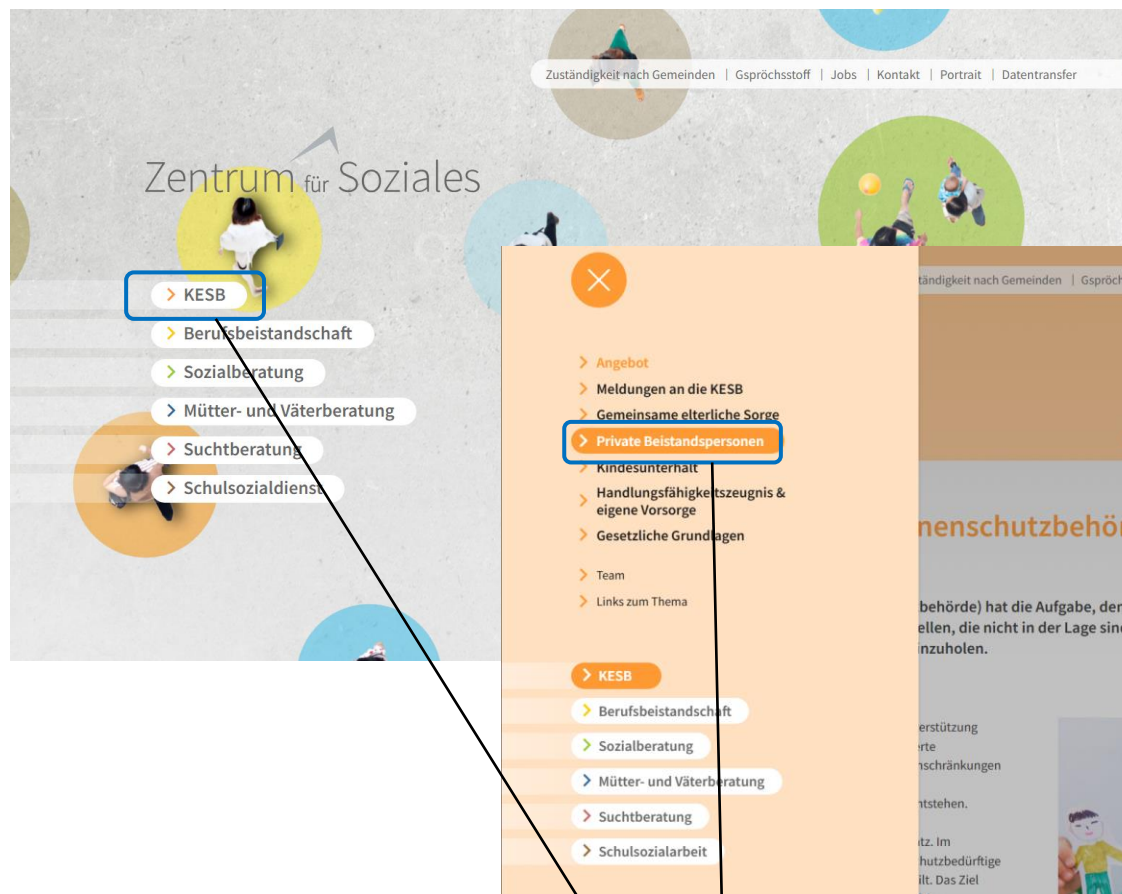 Zuständigkeit nach Gemeinden | Gspröchsstoff | Jobs | Kontakt | Portrait | Datentransfer
Zentrum für Soziales
KESB
Berufsbeistandschaft
Sozialberatung
Mütter- und Väterberatung
Suchtberatung
Schulsozialdienst
tändigkeit nach Gemeinden | Gspröch
Angebot
Meldungen an die KESB
Gemeinsame elterliche Sorge
Private Beistandspersonen
Kindesunterhalt
Handlungsfähigkeitszeugnis &
eigene Vorsorge
Gesetzliche Grundlagen
Team
Links zum Thema
KESB
Berufsbeistandschaft
Sozialberatung
Mütter- und Väterberatung
Suchtberatung
Schulsozialarbeit
nenschutzbehö
behörde) hat die Aufgabe, der
ellen, die nicht in der Lage sin
inzuholen.
erstützung
erte
nschränkungen
ntstehen.
tz. Im
hutzbedürftige
ilt. Das Ziel